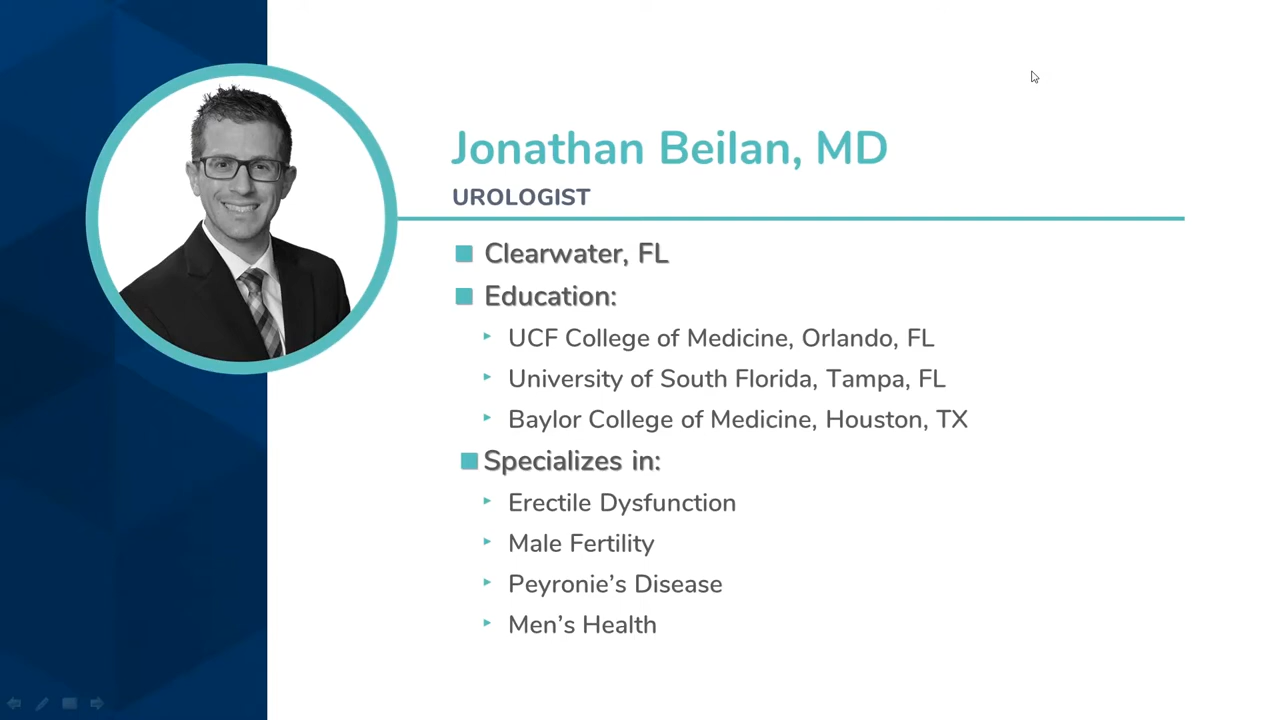 Jonathan Beilan, MD
UROLOGIST
Clearwater, FL
Education:
UCF College of Medicine, Orlando, FL
University of South Florida, Tampa, FL
Baylor College of Medicine, Houston, TX
Specializes in:
Erectile Dysfunction
Male Fertility
Peyronie’s Disease
Men’s Health